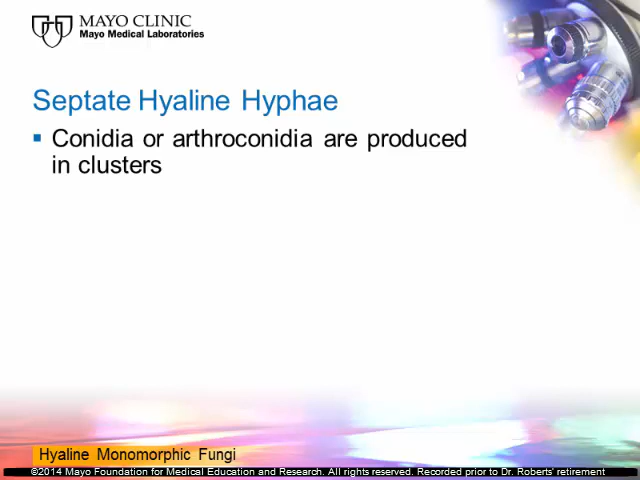 MAYO CLINIC
Mayo Medical Laboratories
Septate Hyaline Hyphae
Conidia or arthroconidia are produced
in clusters
Hyaline Monomorphic Fungi
©2014 Mayo Foundation for Medical Education and Research. All rights reserved. Recorded prior to Dr. Roberts' retirement